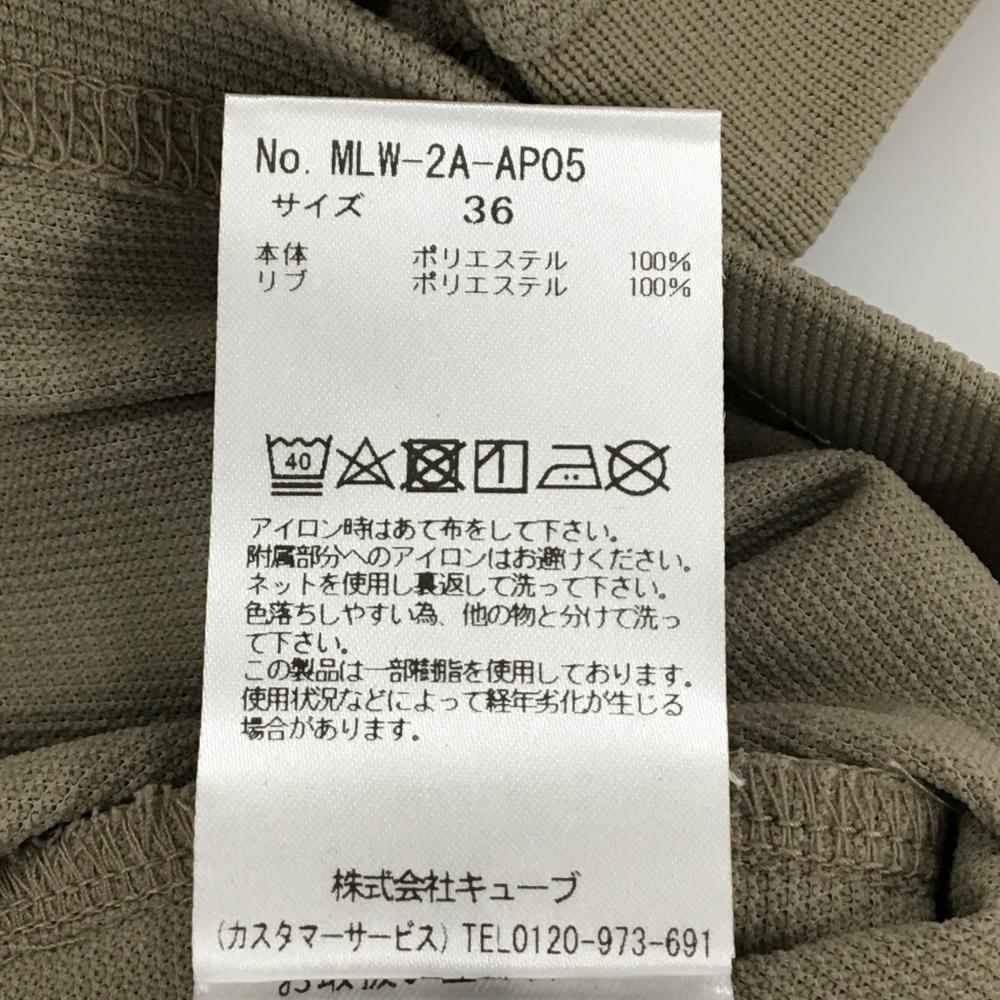 No. MLW-2A-AP05
サイズ 36
本体 ポリエステル 100%
リブ ポリエステル 100%
40
アイロン時はあて布をして下さい。
附属部分へのアイロンはお避けください。
ネットを使用し裏返して洗って下さい。
色落ちしやすい為、他の物と分けて洗っ
て下さい。
この製品は一部樹脂を使用しております。
使用状況などによって経年劣化が生じる
場合があります。
株式会社キューブ
(カスタマーサービス) TEL0120-973-691